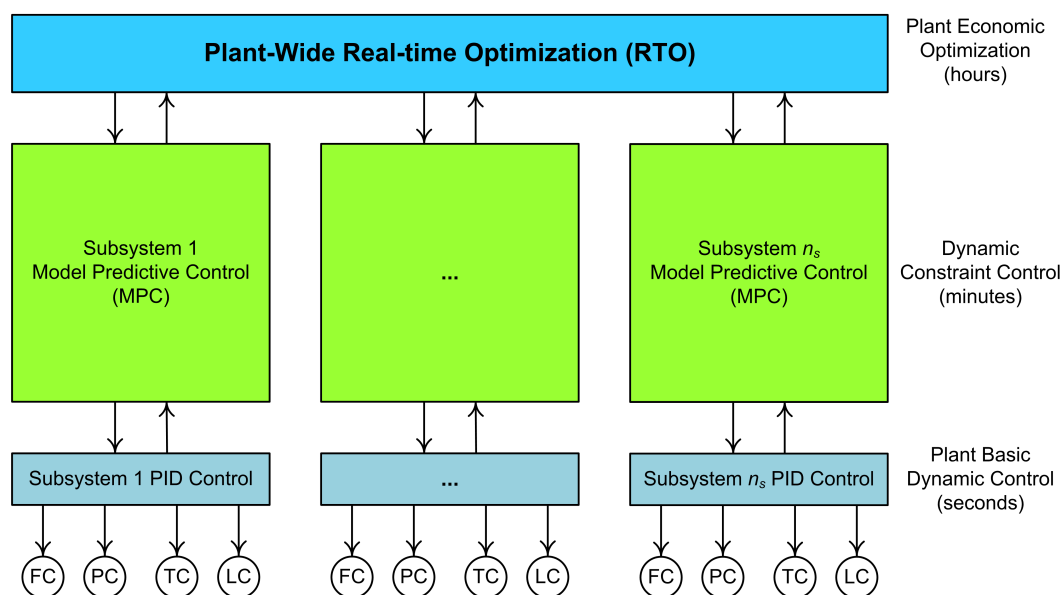 Plant-Wide Real-time Optimization (RTO)
Plant Economic
Optimization
(hours)
Subsystem 1
Model Predictive Control
(MPC)
...
Subsystem nₛ
Model Predictive Control
(MPC)
Dynamic
Constraint Control
(minutes)
Subsystem 1 PID Control
...
Subsystem nₛ PID Control
Plant Basic
Dynamic Control
(seconds)
FC PC TC LC FC PC TC LC FC PC TC LC